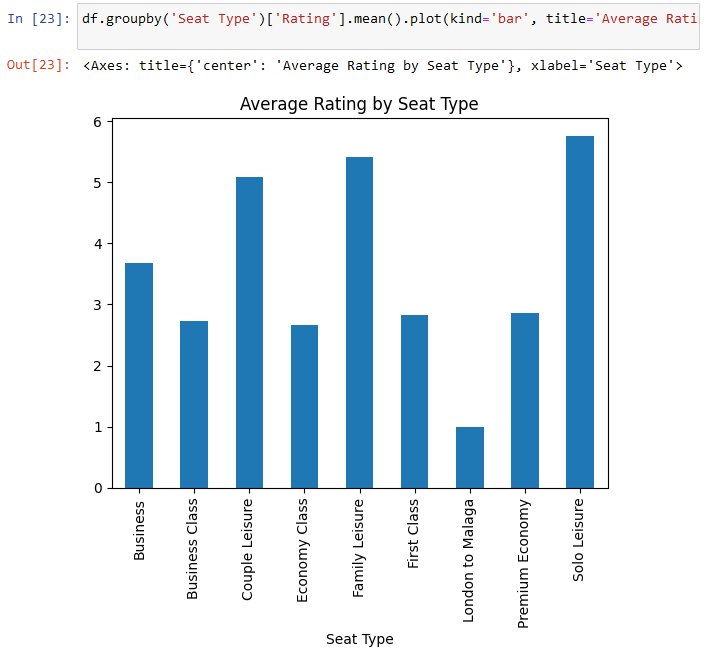 In [23]: df.groupby('Seat Type')['Rating'].mean().plot(kind='bar', title='Average Rati
Out[23]: <Axes: title={'center': 'Average Rating by Seat Type'}, xlabel='Seat Type'>
Average Rating by Seat Type
6
5
4
3
2
1
0
Business
Business Class
Couple Leisure
Economy Class
Family Leisure
First Class
London to Malaga
Premium Economy
Solo Leisure
Seat Type